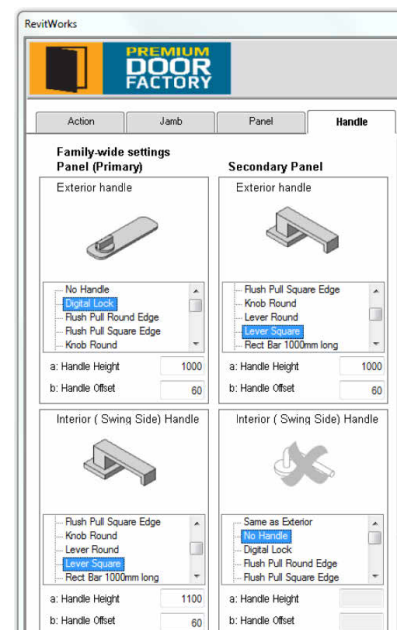 RevitWorks
PREMIUM
DOOR
FACTORY
Action Jamb Panel Handle
Family-wide settings
Panel (Primary) Secondary Panel
Exterior handle
No Handle
Digital Lock
Flush Pull Round Edge
Flush Pull Square Edge
Knob Round
a: Handle Height 1000
b: Handle Offset 60
Exterior handle
Flush Pull Square Edge
Knob Round
Lever Round
Lever Square
Rect Bar 1000mm long
a: Handle Height 1000
b: Handle Offset 60
Interior ( Swing Side) Handle
Flush Pull Square Edge
Knob Round
Lever Round
Lever Square
Rect Bar 1000mm long
a: Handle Height 1100
b: Handle Offset 60
Interior ( Swing Side) Handle
Same as Exterior
No Handle
Digital Lock
Flush Pull Round Edge
Flush Pull Square Edge
a: Handle Height
b: Handle Offset